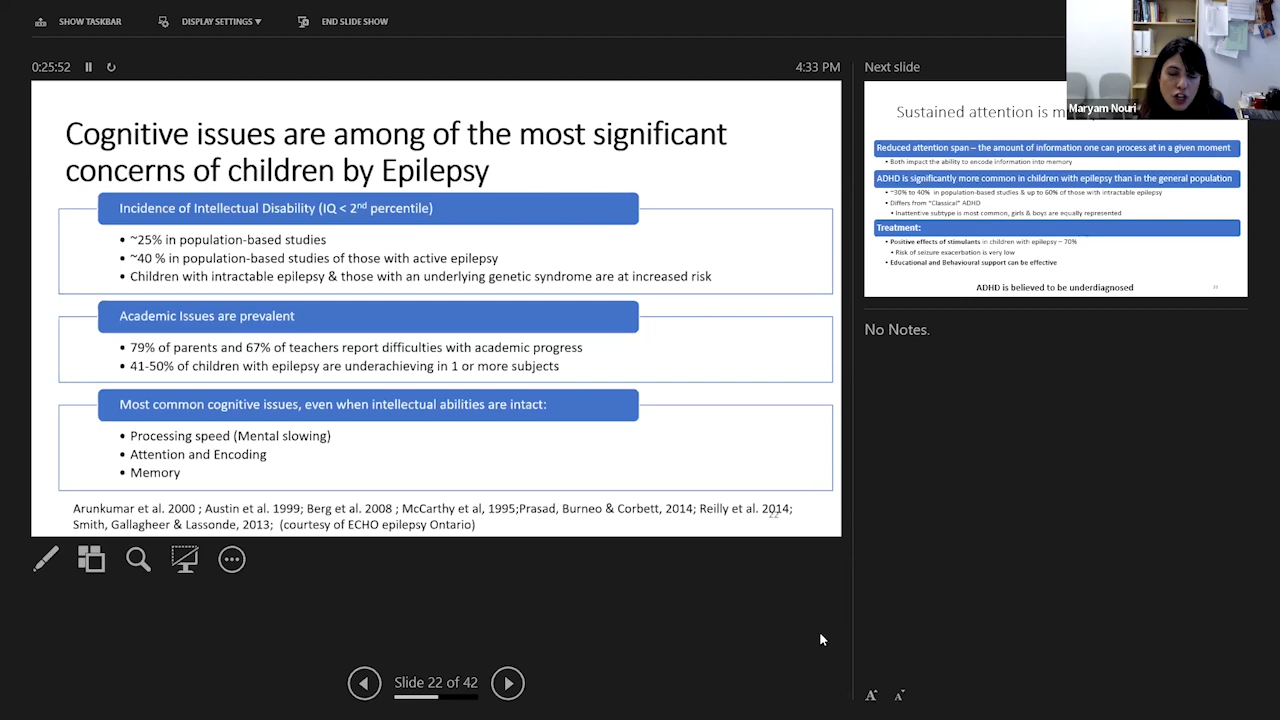 SHOW TASKBAR
DISPLAY SETTINGS
END SLIDE SHOW
0:25:52
4:33 PM
Cognitive issues are among of the most significant
concerns of children by Epilepsy
Incidence of Intellectual Disability (IQ < 2nd percentile)
• ~25% in population-based studies
• ~40 % in population-based studies of those with active epilepsy
• Children with intractable epilepsy & those with an underlying genetic syndrome are at increased risk
Academic Issues are prevalent
• 79% of parents and 67% of teachers report difficulties with academic progress
• 41-50% of children with epilepsy are underachieving in 1 or more subjects
Most common cognitive issues, even when intellectual abilities are intact:
• Processing speed (Mental slowing)
• Attention and Encoding
• Memory
Arunkumar et al. 2000 ; Austin et al. 1999; Berg et al. 2008 ; McCarthy et al, 1995;Prasad, Burneo & Corbett, 2014; Reilly et al. 2014;
Smith, Gallagheer & Lassonde, 2013; (courtesy of ECHO epilepsy Ontario)
22
Slide 22 of 42
Next slide
Maryam Nouri
Sustained attention is m
Reduced attention span – the amount of information one can process at in a given moment
• Both impact the ability to encode information into memory
ADHD is significantly more common in children with epilepsy than in the general population
• ~30% to 40% in population-based studies & up to 60% of those with intractable epilepsy
• Differs from "Classical" ADHD
• Inattentive subtype is most common, girls & boys are equally represented
Treatment:
• Positive effects of stimulants in children with epilepsy – 70%
• Risk of seizure exacerbation is very low
• Educational and Behavioural support can be effective
ADHD is believed to be underdiagnosed
No Notes.
A A